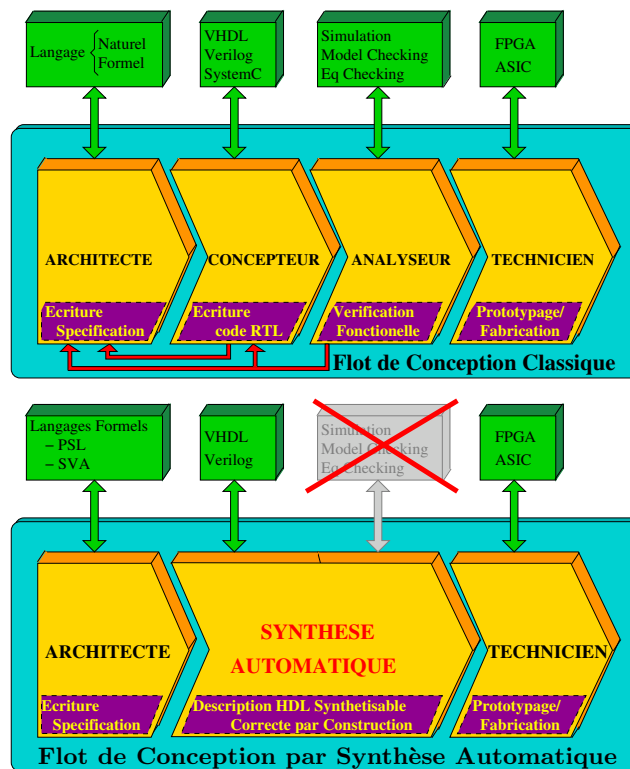 Langage
Naturel
Formel
VHDL
Verilog
SystemC
Simulation
Model Checking
Eq Checking
FPGA
ASIC
ARCHITECTE
CONCEPTEUR
ANALYSEUR
TECHNICIEN
Ecriture
Specification
Ecriture
code RTL
Verification
Fonctionelle
Prototypage/
Fabrication
Flot de Conception Classique
Langages Formels
– PSL
– SVA
VHDL
Verilog
Simulation
Model Checking
Eq Checking
FPGA
ASIC
ARCHITECTE
SYNTHESE
AUTOMATIQUE
TECHNICIEN
Ecriture
Specification
Description HDL Synthetisable
Correcte par Construction
Prototypage/
Fabrication
Flot de Conception par Synthèse Automatique